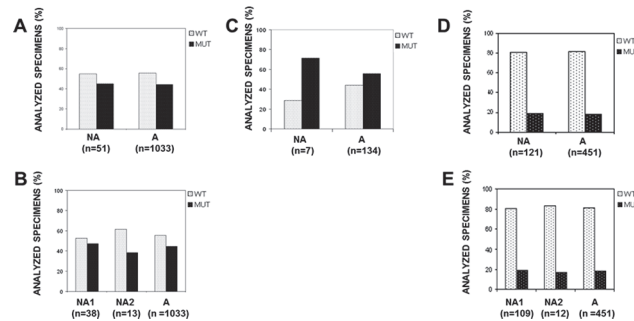 A
ANALYZED SPECIMENS (%)
100
80
60
40
20
0
WT
MUT
NA
(n=51)
A
(n=1033)
B
ANALYZED SPECIMENS (%)
100
80
60
40
20
0
WT
MUT
NA1
(n=38)
NA2
(n=13)
A
(n =1033)
C
ANALYZED SPECIMENS (%)
100
80
60
40
20
0
WT
MUT
NA
(n=7)
A
(n=134)
D
ANALYZED SPECIMENS (%)
100
80
60
40
20
0
WT
MUT
NA
(n=121)
A
(n=451)
E
ANALYZED SPECIMENS (%)
100
80
60
40
20
0
WT
MUT
NA1
(n=109)
NA2
(n=12)
A
(n=451)